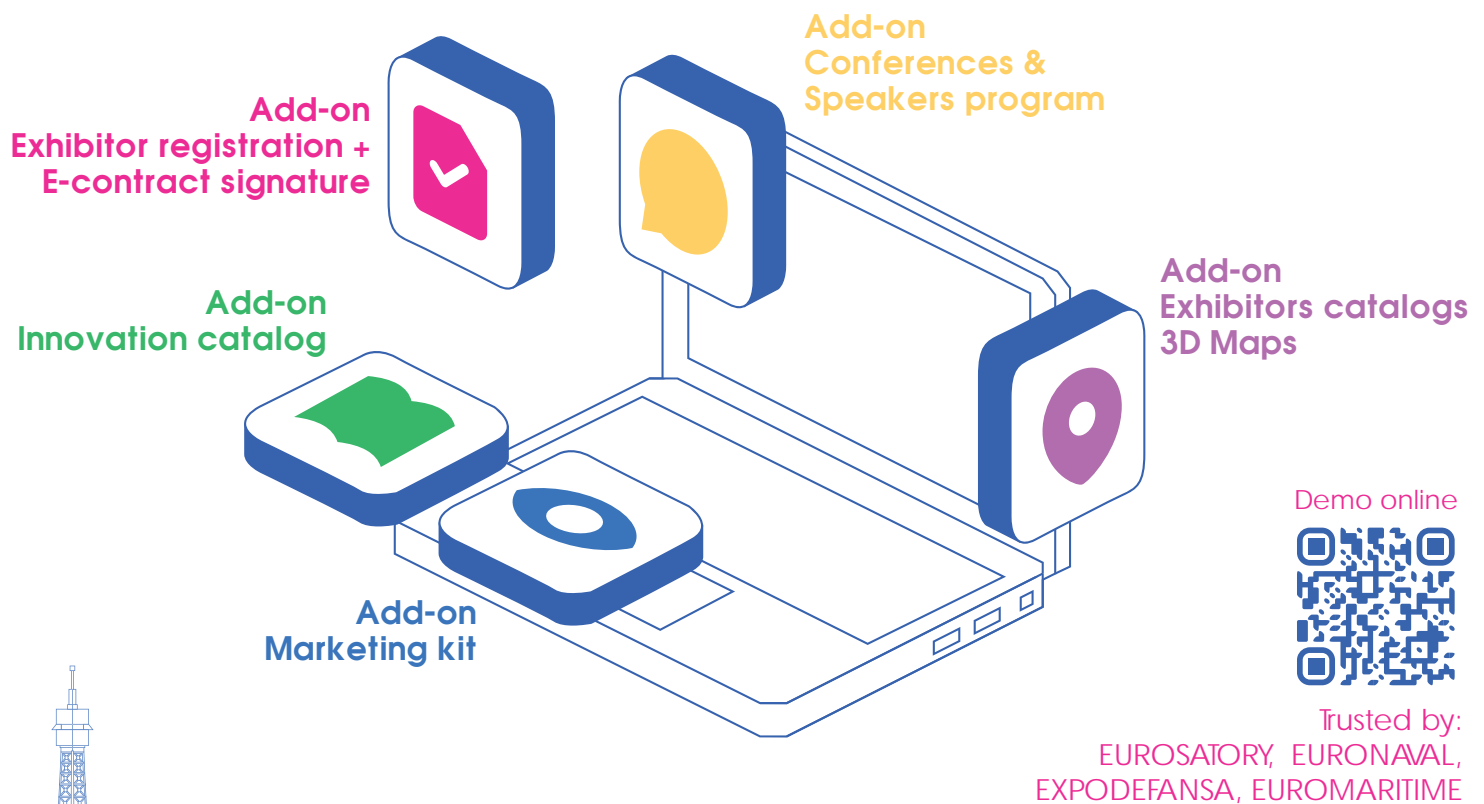 Add-on
Conferences &
Speakers program
Add-on
Exhibitor registration +
E-contract signature
Add-on
Exhibitors catalogs
3D Maps
Add-on
Innovation catalog
Demo online
Add-on
Marketing kit
Trusted by:
EUROSATORY, EURONAVAL,
EXPODEFANSA, EUROMARITIME